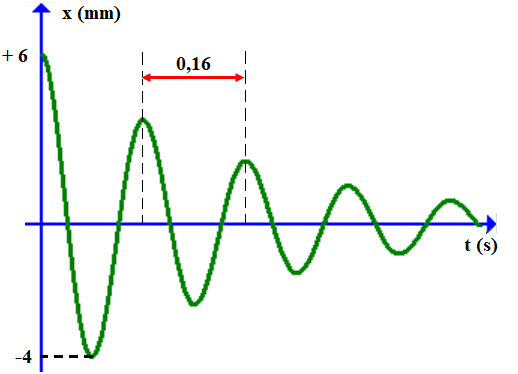 x (mm)
+ 6
0,16
t (s)
-4